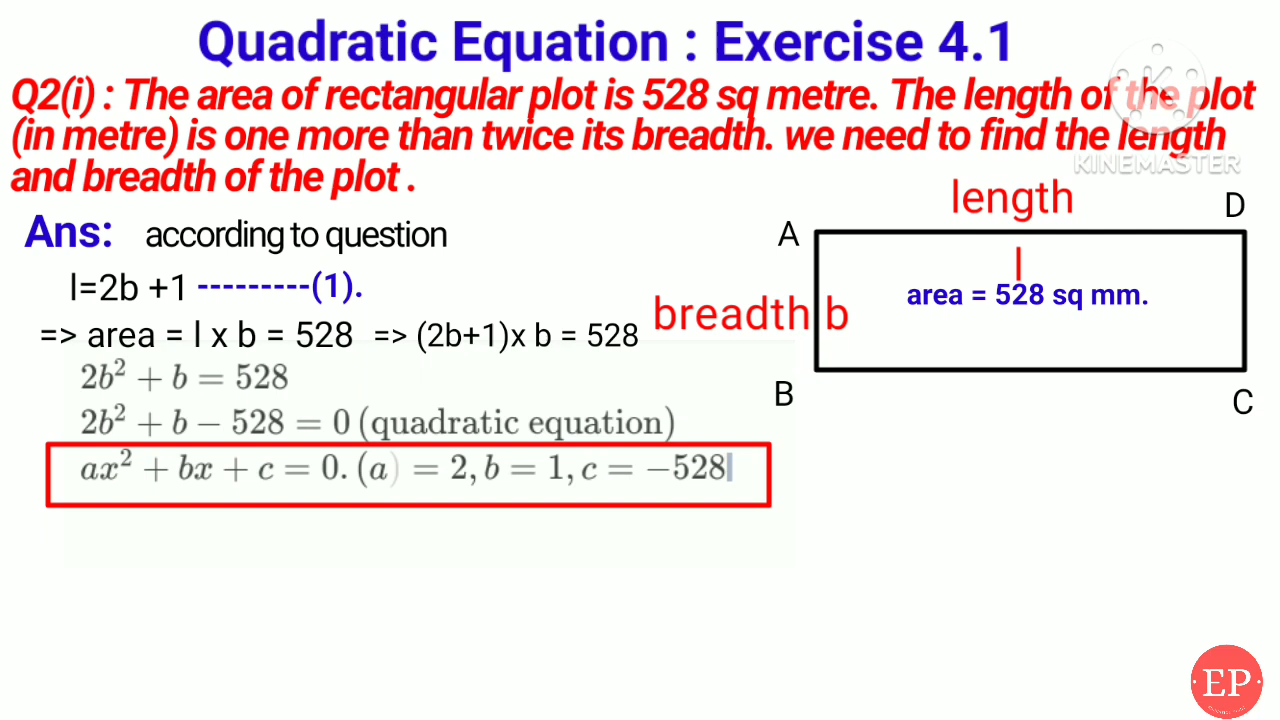 Quadratic Equation : Exercise 4.1
Q2(i) : The area of rectangular plot is 528 sq metre. The length of the plot
(in metre) is one more than twice its breadth. we need to find the length
and breadth of the plot .
KINEMASTER
Ans: according to question
l=2b +1 ---------(1).
=> area = l x b = 528 => (2b+1)x b = 528
2b² + b = 528
2b² + b − 528 = 0 (quadratic equation)
ax² + bx + c = 0. (a) = 2, b = 1, c = −528
length
A
D
l
area = 528 sq mm.
breadth b
B
C
EP